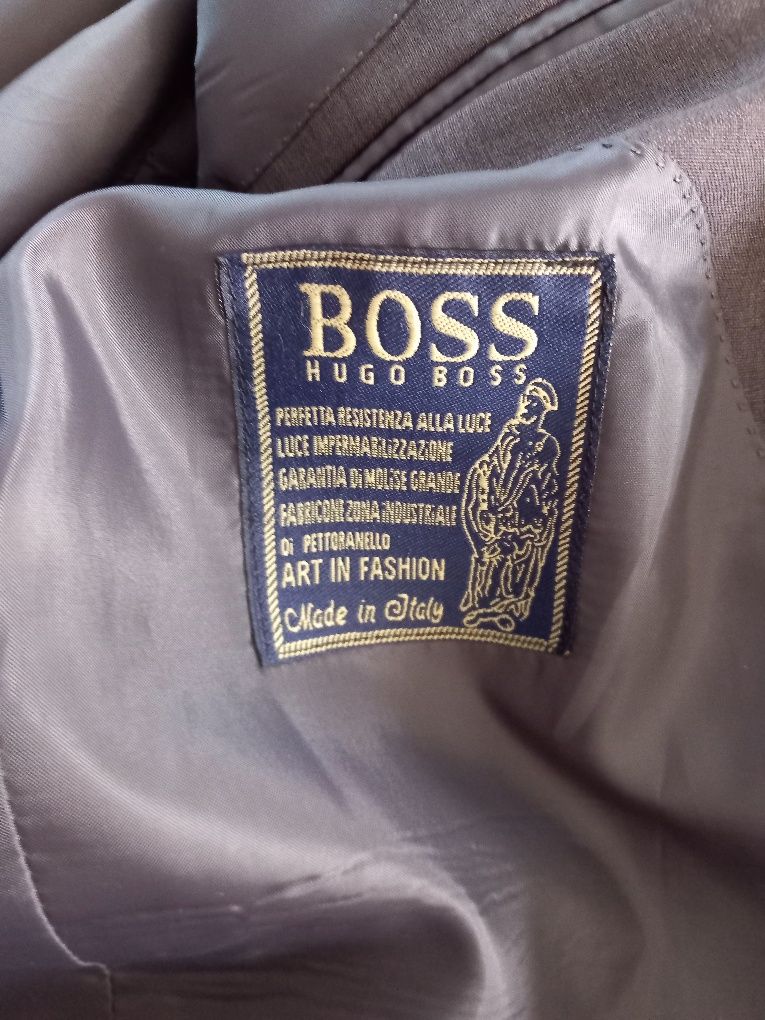 BOSS
HUGO BOSS
PERFETTA RESISTENZA ALLA LUCE
LUCE IMPERMABILIZZAZIONE
GARANTIA Di MOLISE GRANDE
FABRICONE ZONA INDUSTRIALE
Di PETTORANELLO
ART IN FASHION
Made in Italy